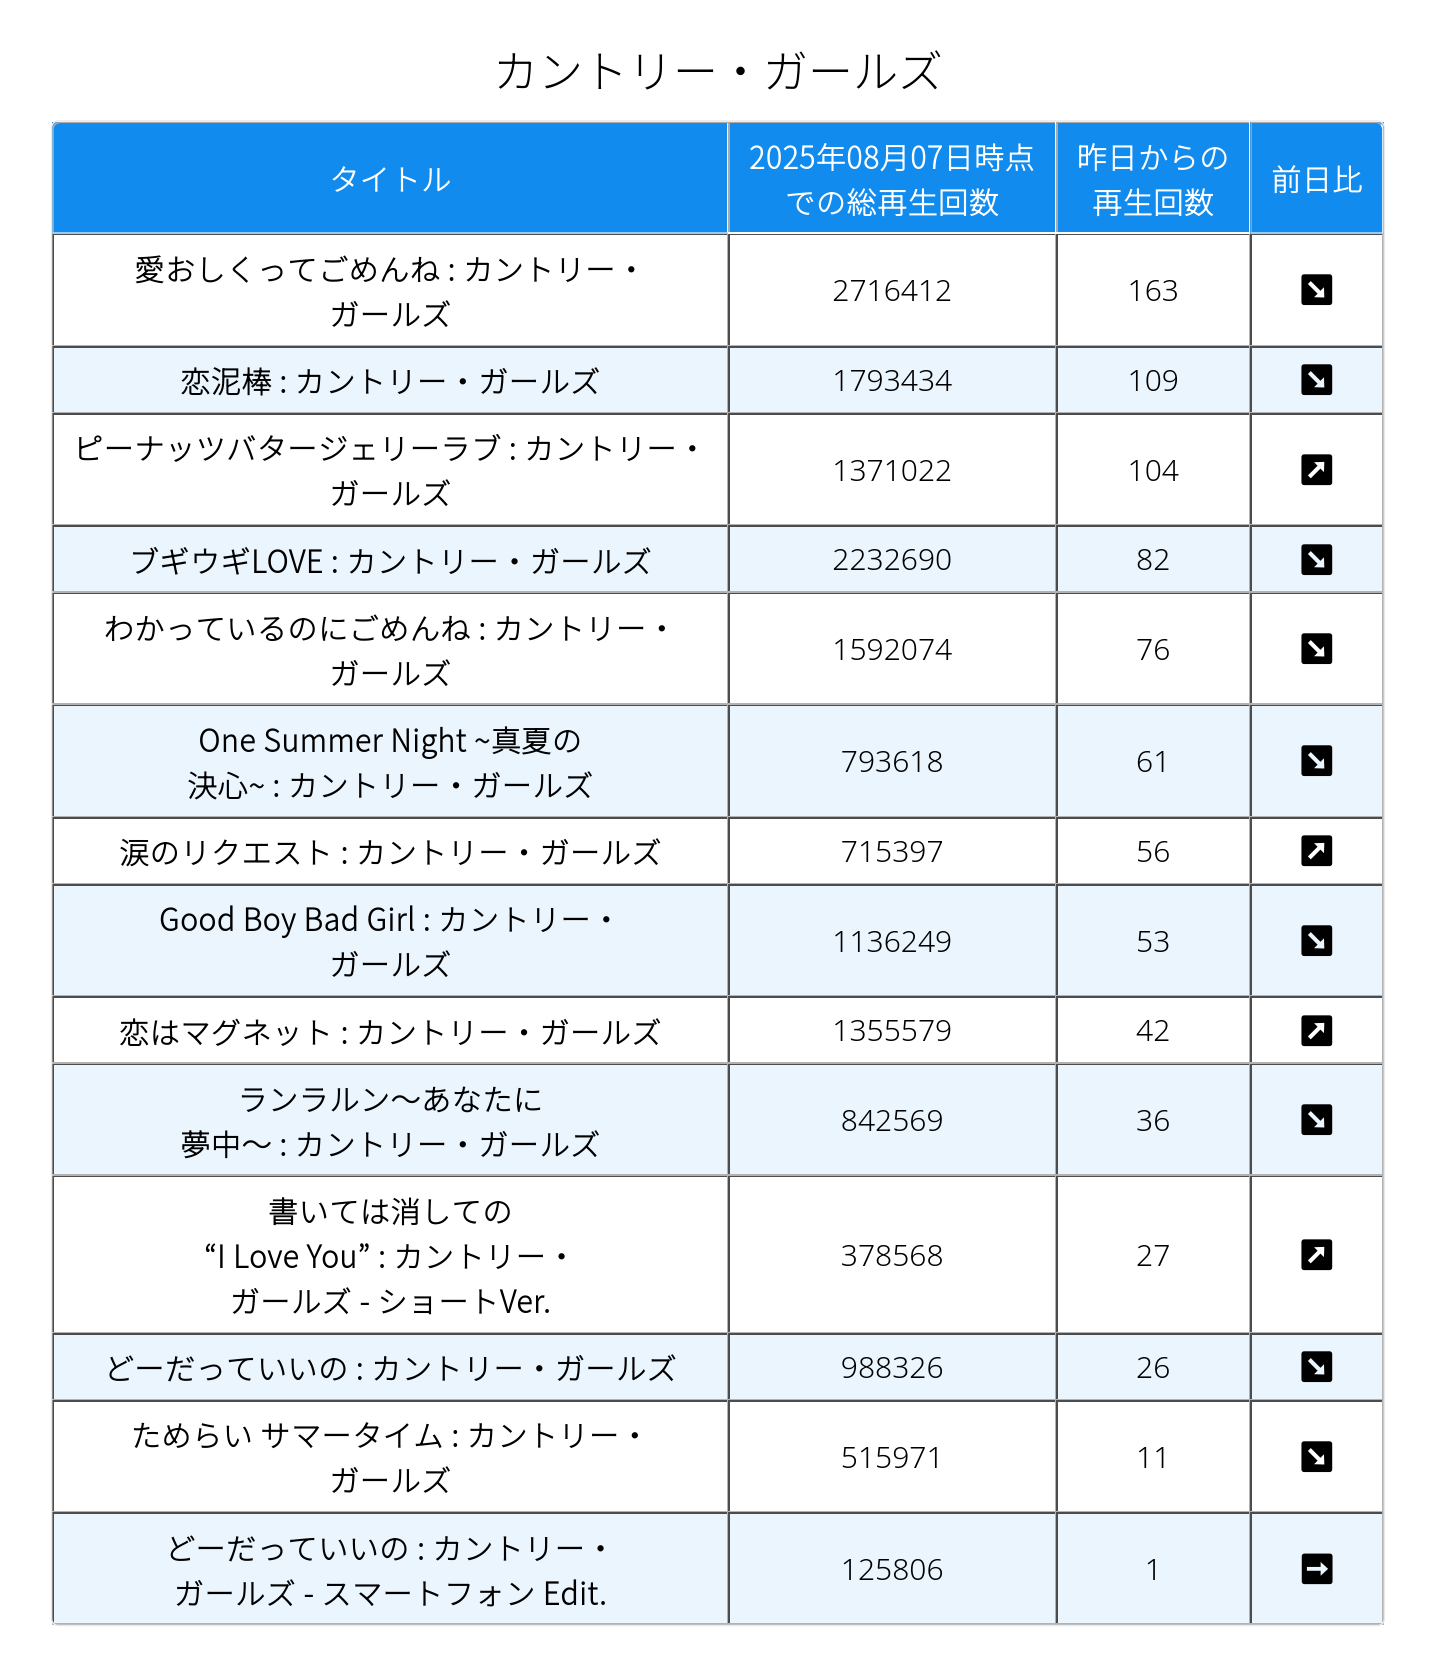 カントリー・ガールズ
タイトル
2025年08月07日時点
での総再生回数
昨日からの
再生回数
前日比
愛おしくってごめんね : カントリー・
ガールズ
2716412
163
↘
恋泥棒 : カントリー・ガールズ
1793434
109
↘
ピーナッツバタージェリーラブ : カントリー・
ガールズ
1371022
104
↗
ブギウギLOVE : カントリー・ガールズ
2232690
82
↘
わかっているのにごめんね : カントリー・
ガールズ
1592074
76
↘
One Summer Night ~真夏の
決心~ : カントリー・ガールズ
793618
61
↘
涙のリクエスト : カントリー・ガールズ
715397
56
↗
Good Boy Bad Girl : カントリー・
ガールズ
1136249
53
↘
恋はマグネット : カントリー・ガールズ
1355579
42
↗
ランラルン〜あなたに
夢中〜 : カントリー・ガールズ
842569
36
↘
書いては消しての
“I Love You” : カントリー・
ガールズ - ショートVer.
378568
27
↗
どーだっていいの : カントリー・ガールズ
988326
26
↘
ためらい サマータイム : カントリー・
ガールズ
515971
11
↘
どーだっていいの : カントリー・
ガールズ - スマートフォン Edit.
125806
1
→